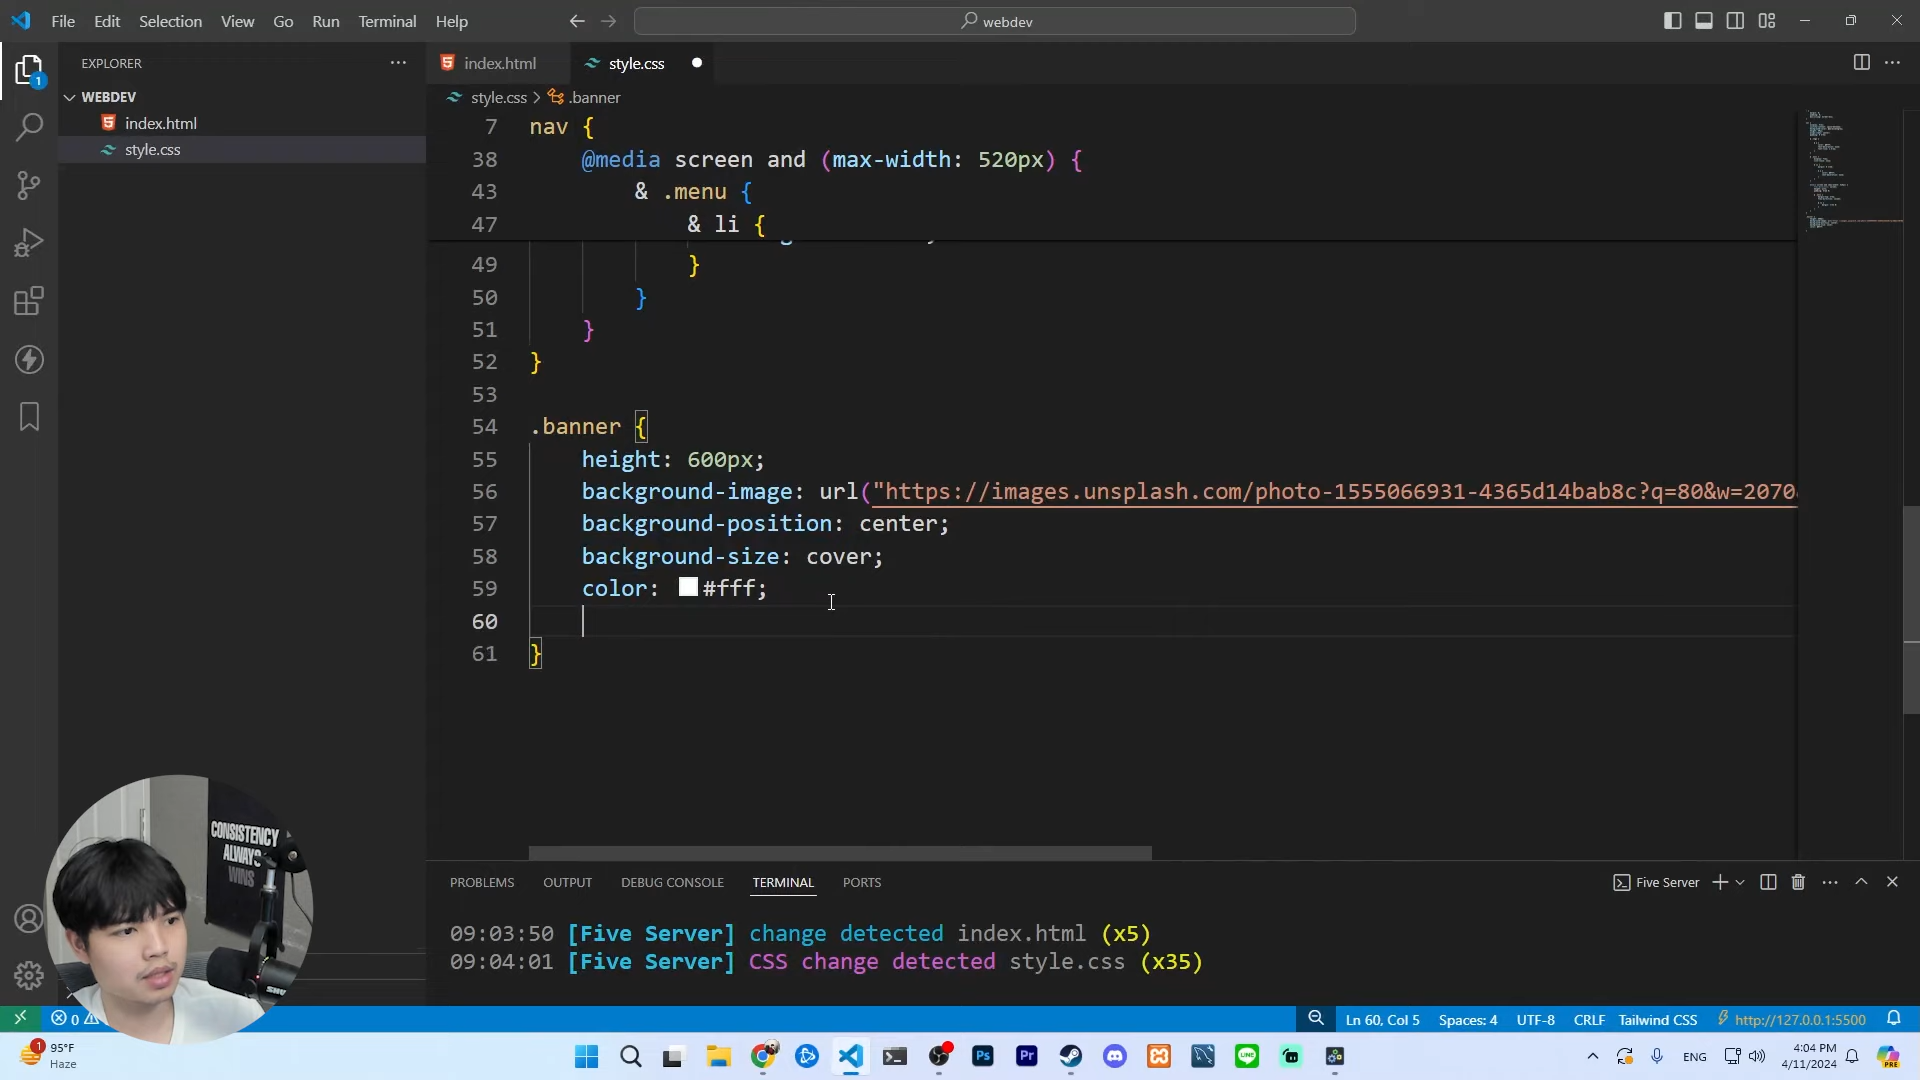 File Edit Selection View Go Run Terminal Help
webdev
EXPLORER
WEBDEV
index.html
style.css
1
index.html
style.css
style.css > .banner
7 nav {
38 @media screen and (max-width: 520px) {
43 & .menu {
47 & li {
49 }
50 }
51 }
52 }
53
54 .banner {
55 height: 600px;
56 background-image: url("https://images.unsplash.com/photo-1555066931-4365d14bab8c?q=80&w=2070
57 background-position: center;
58 background-size: cover;
59 color: #fff;
60
61 }
PROBLEMS OUTPUT DEBUG CONSOLE TERMINAL PORTS
Five Server
09:03:50 [Five Server] change detected index.html (x5)
09:04:01 [Five Server] CSS change detected style.css (x35)
CONSISTENCY
ALWAYS
WINS
0
Ln 60, Col 5 Spaces: 4 UTF-8 CRLF Tailwind CSS http://127.0.0.1:5500
1
95°F
Haze
Ps
Pr
LINE
ENG
4:04 PM
4/11/2024
PRE